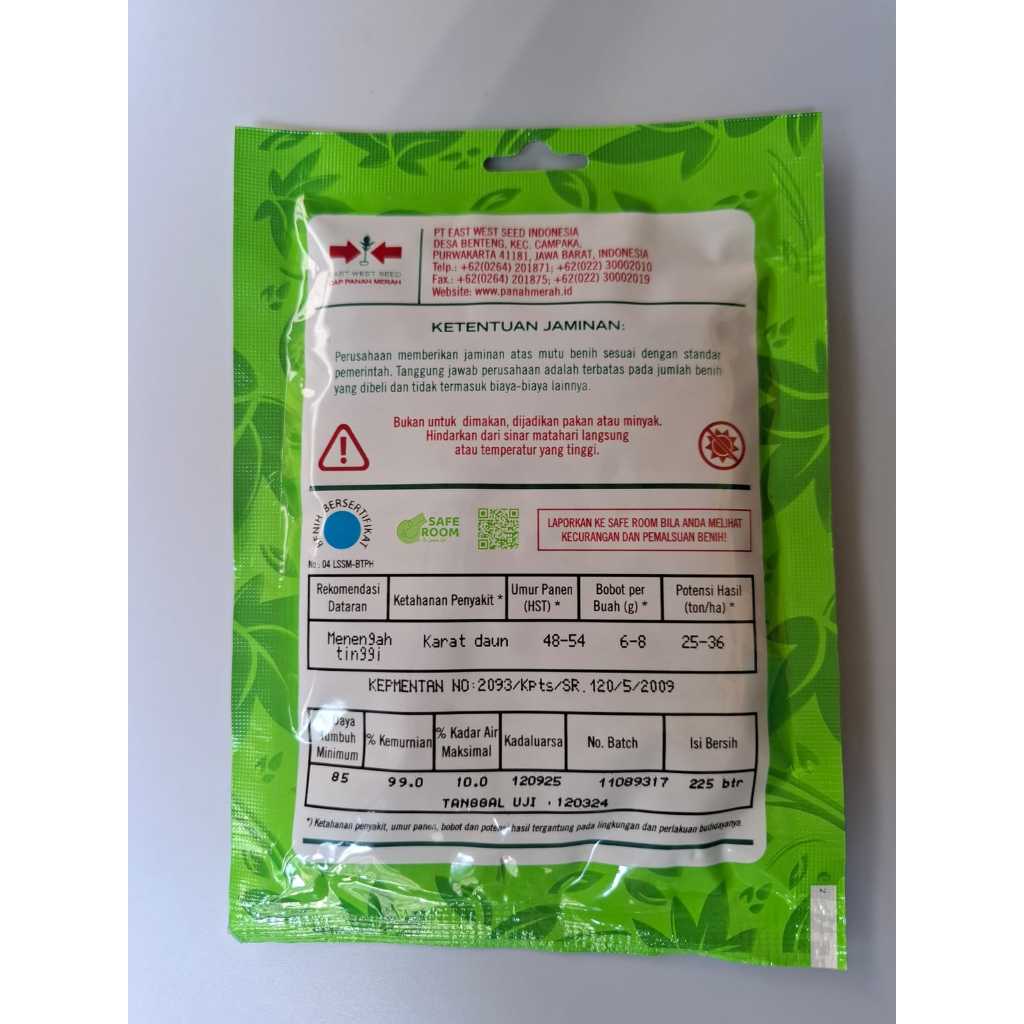 PT EAST WEST SEED INDONESIA
DESA BENTENG, KEC. CAMPAKA,
PURWAKARTA 41181, JAWA BARAT, INDONESIA
Telp.: +62(0264) 201871; +62(022) 30002010
Fax.: +62(0264) 201875; +62(022) 30002019
Website: www.panahmerah.id
EAST WEST SEED
CAP PANAH MERAH
KETENTUAN JAMINAN:
Perusahaan memberikan jaminan atas mutu benih sesuai dengan standar
pemerintah. Tanggung jawab perusahaan adalah terbatas pada jumlah benih
yang dibeli dan tidak termasuk biaya-biaya lainnya.
Bukan untuk dimakan, dijadikan pakan atau minyak.
Hindarkan dari sinar matahari langsung
atau temperatur yang tinggi.
BENIH BERSERTIFIKAT
No : 04 LSSM-BTPH
SAFE
ROOM
LAPORKAN KE SAFE ROOM BILA ANDA MELIHAT
KECURANGAN DAN PEMALSUAN BENIH!
Rekomendasi Dataran Ketahanan Penyakit * Umur Panen (HST) * Bobot per Buah (g) * Potensi Hasil (ton/ha) *
Menengah tinggi Karat daun 48-54 6-8 25-36
KEPMENTAN NO:2093/Kpts/SR.120/5/2009
Daya Tumbuh Minimum % Kemurnian % Kadar Air Maksimal Kadaluarsa No. Batch Isi Bersih
85 99.0 10.0 120925 11089317 225 btr
TANGGAL UJI : 120324
*) Ketahanan penyakit, umur panen, bobot dan potensi hasil tergantung pada lingkungan dan perlakuan budidayanya